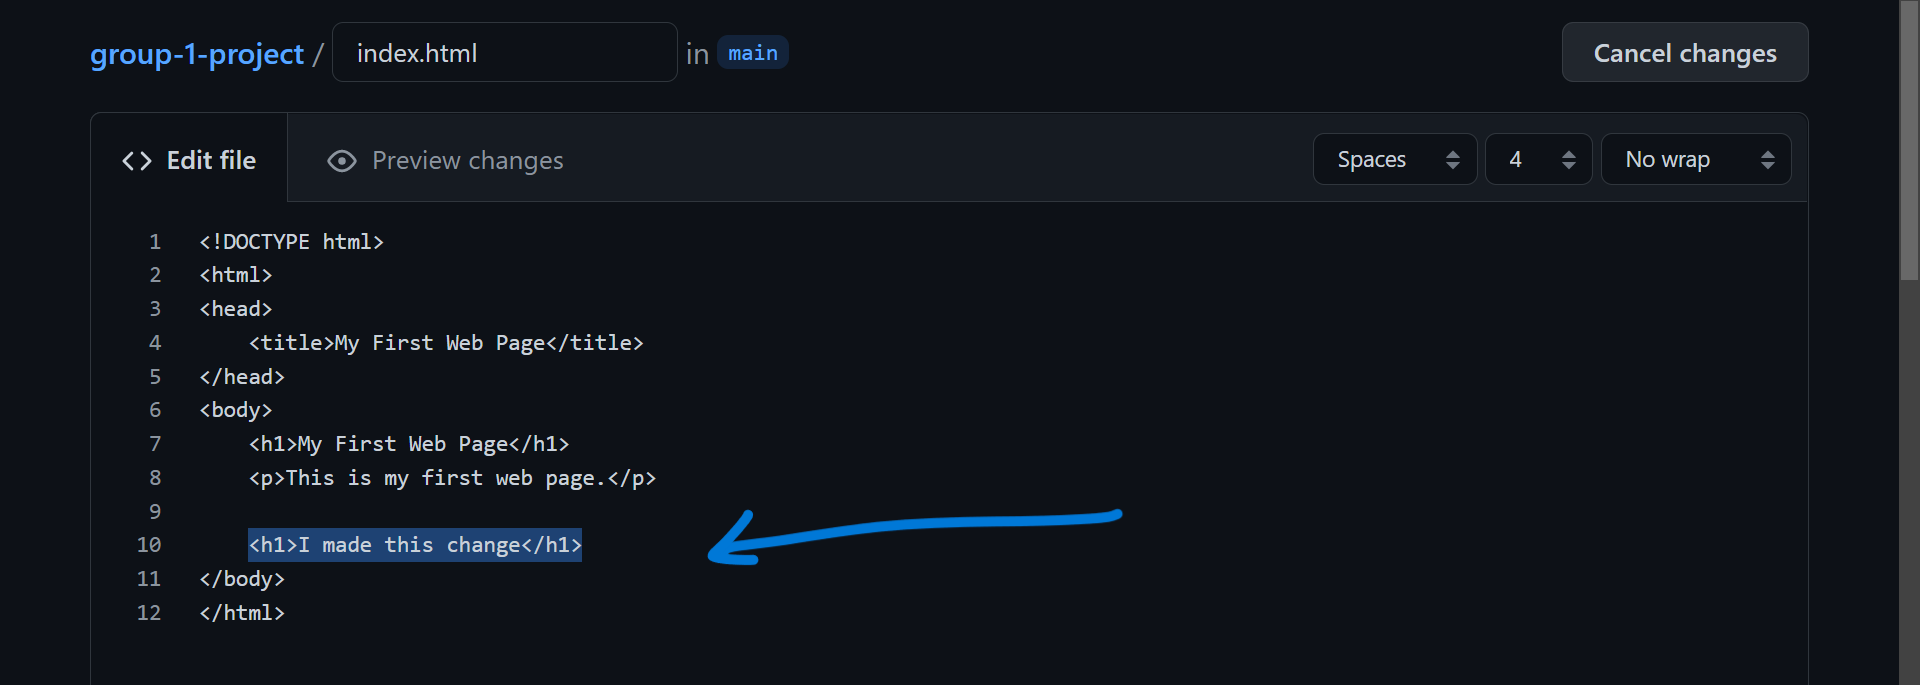 group-1-project / index.html in main Cancel changes
<> Edit file Preview changes Spaces 4 No wrap
1 <!DOCTYPE html>
2 <html>
3 <head>
4     <title>My First Web Page</title>
5 </head>
6 <body>
7     <h1>My First Web Page</h1>
8     <p>This is my first web page.</p>
9
10     <h1>I made this change</h1>
11 </body>
12 </html>